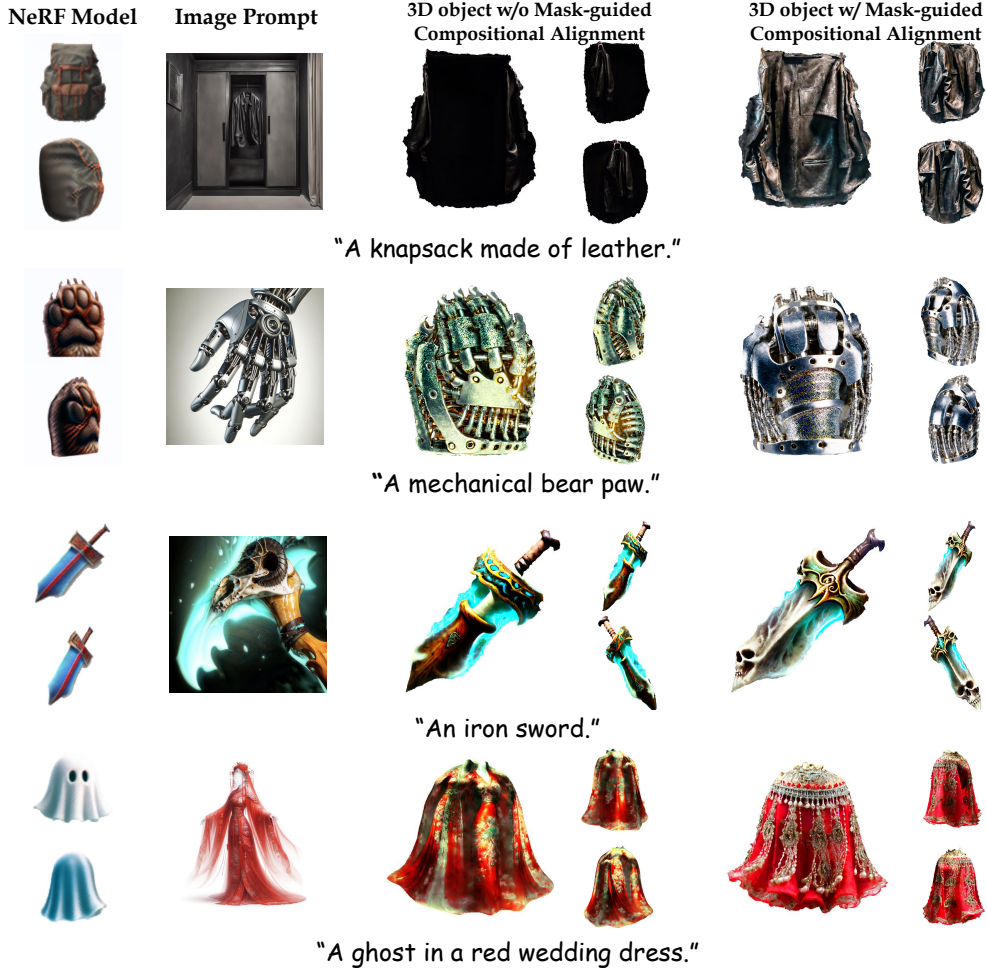 NeRF Model
Image Prompt
3D object w/o Mask-guided
Compositional Alignment
3D object w/ Mask-guided
Compositional Alignment
“A knapsack made of leather.”
“A mechanical bear paw.”
“An iron sword.”
“A ghost in a red wedding dress.”